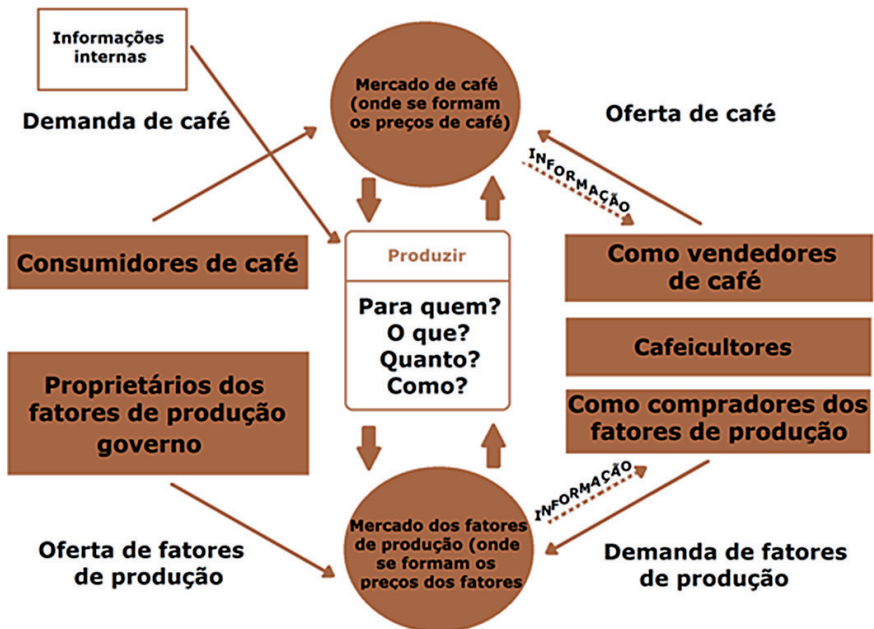 Informações
internas
Mercado de café
(onde se formam
os preços de café)
Demanda de café
Oferta de café
INFORMAÇÃO
Consumidores de café
Produzir
Para quem?
O que?
Quanto?
Como?
Como vendedores
de café
Cafeicultores
Proprietários dos
fatores de produção
governo
Como compradores dos
fatores de produção
INFORMAÇÃO
Mercado dos fatores
de produção (onde
se formam os
preços dos fatores
Oferta de fatores
de produção
Demanda de fatores
de produção